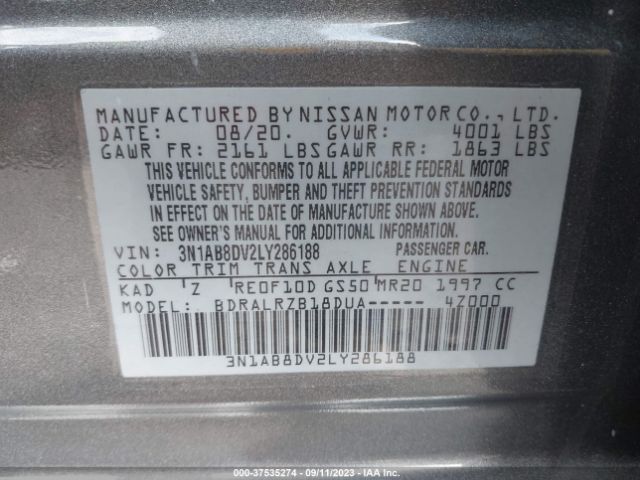 MANUFACTURED BY NISSAN MOTOR CO., LTD.
DATE: 08/20. GVWR: 4001 LBS
GAWR FR: 2161 LBS GAWR RR: 1863 LBS
THIS VEHICLE CONFORMS TO ALL APPLICABLE FEDERAL MOTOR
VEHICLE SAFETY, BUMPER AND THEFT PREVENTION STANDARDS
IN EFFECT ON THE DATE OF MANUFACTURE SHOWN ABOVE.
SEE OWNER'S MANUAL FOR ADDITIONAL INFORMATION.
VIN: 3N1AB8DV2LY286188 PASSENGER CAR.
COLOR TRIM TRANS AXLE ENGINE
KAD Z RE0F10D GS50 MR20 1997 CC
MODEL: BDRALRZB18DUA----- 4Z000
3N1AB8DV2LY286188
000-37535274 - 09/11/2023 - IAA Inc.